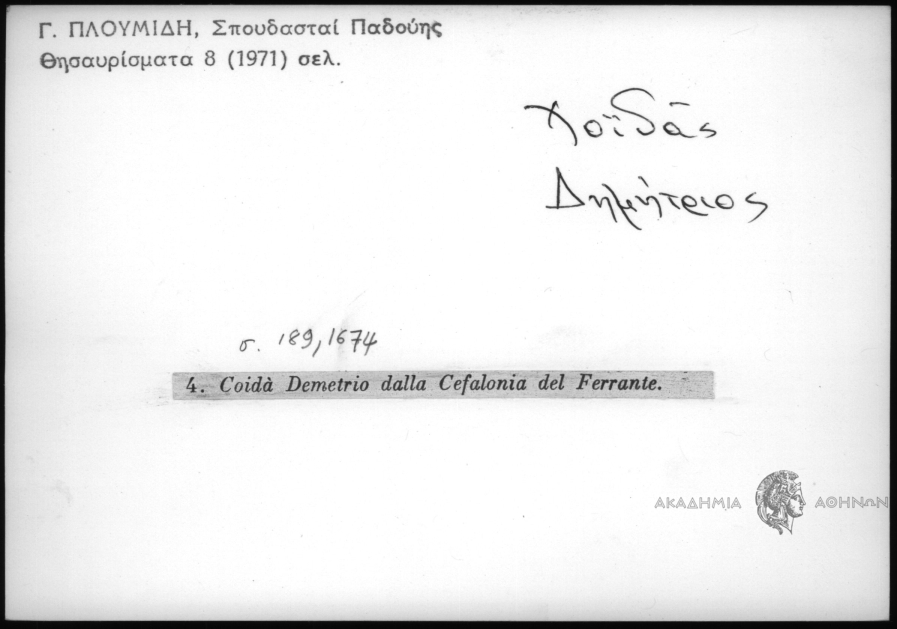 Γ. ΠΛΟΥΜΙΔΗ, Σπουδασταί Παδούης
Θησαυρίσματα 8 (1971) σελ.
Χοϊδᾶς
Δημήτριος
σ. 189, 1674
4. Coidà Demetrio dalla Cefalonia del Ferrante.
ΑΚΑΔΗΜΙΑ ΑΘΗΝΩΝ